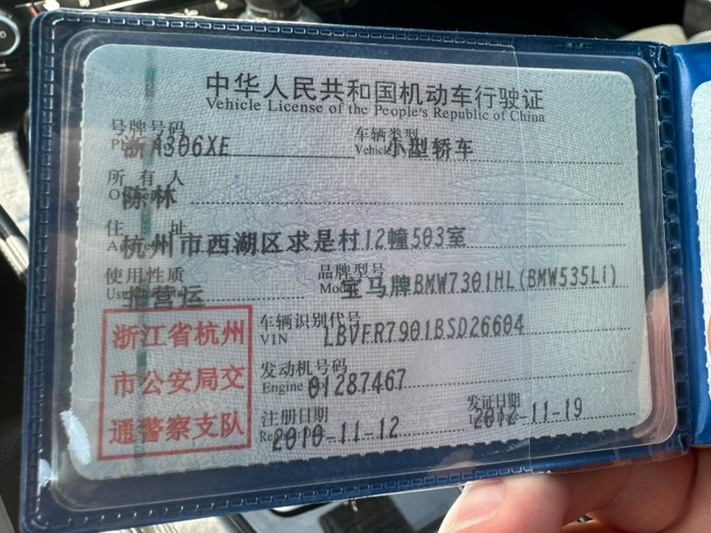 中华人民共和国机动车行驶证
Vehicle License of the People's Republic of China
号牌号码 浙A306XE 车辆类型 小型轿车
Vehicle
所有人 陈林
住址 杭州市西湖区求是村12幢503室
使用性质 营运 品牌型号 宝马牌BMW7301HL(BMW535Li)
车辆识别代号
VIN LBVFR7901BSD26604
发动机号码
Engine 01287467
注册日期 2010-11-12 发证日期 2012-11-19
浙江省杭州
市公安局交
通警察支队